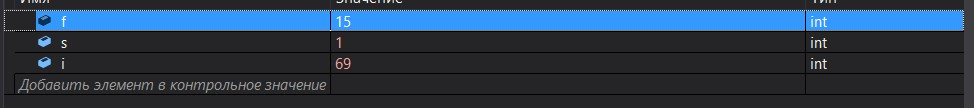 Имя Значение Тип
f 15 int
s 1 int
i 69 int
Добавить элемент в контрольное значение